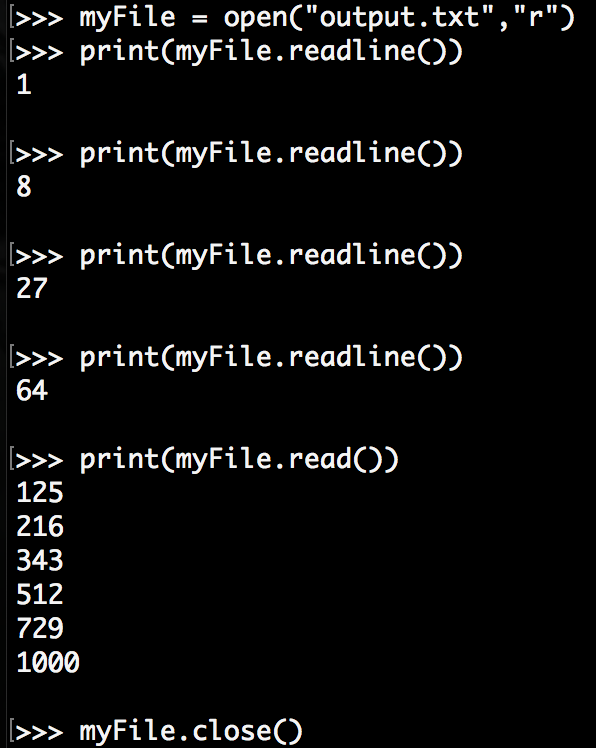 [>>> myFile = open("output.txt","r")
[>>> print(myFile.readline())
1
[>>> print(myFile.readline())
8
[>>> print(myFile.readline())
27
[>>> print(myFile.readline())
64
[>>> print(myFile.read())
125
216
343
512
729
1000
[>>> myFile.close()